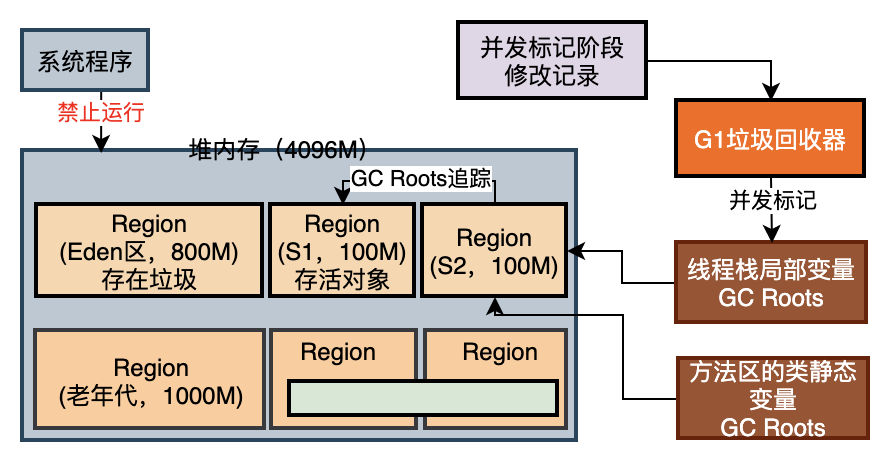 系统程序
禁止运行
并发标记阶段
修改记录
G1垃圾回收器
并发标记
堆内存（4096M）
GC Roots追踪
Region
(Eden区，800M)
存在垃圾
Region
(S1，100M)
存活对象
Region
(S2，100M)
线程栈局部变量
GC Roots
Region
(老年代，1000M)
Region
Region
方法区的类静态
变量
GC Roots